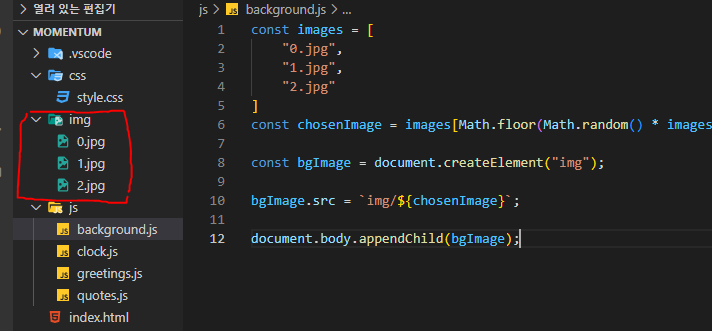 열려 있는 편집기
MOMENTUM
.vscode
css
style.css
img
0.jpg
1.jpg
2.jpg
js
background.js
clock.js
greetings.js
quotes.js
index.html
js > background.js > ...
1 const images = [
2 "0.jpg",
3 "1.jpg",
4 "2.jpg"
5 ]
6 const chosenImage = images[Math.floor(Math.random() * images
7
8 const bgImage = document.createElement("img");
9
10 bgImage.src = `img/${chosenImage}`;
11
12 document.body.appendChild(bgImage);